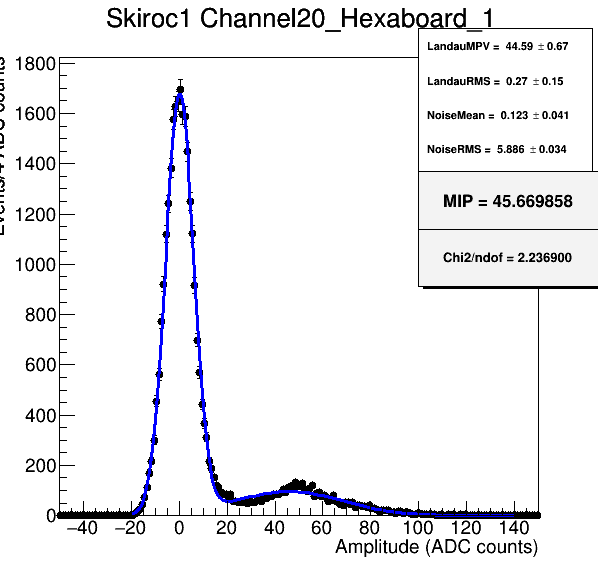 Skiroc1 Channel20_Hexaboard_1
LandauMPV = 44.59 ± 0.67
LandauRMS = 0.27 ± 0.15
NoiseMean = 0.123 ± 0.041
NoiseRMS = 5.886 ± 0.034
MIP = 45.669858
Chi2/ndof = 2.236900
1800
1600
1400
1200
1000
800
600
400
200
0
−40 −20 0 20 40 60 80 100 120 140
Amplitude (ADC counts)